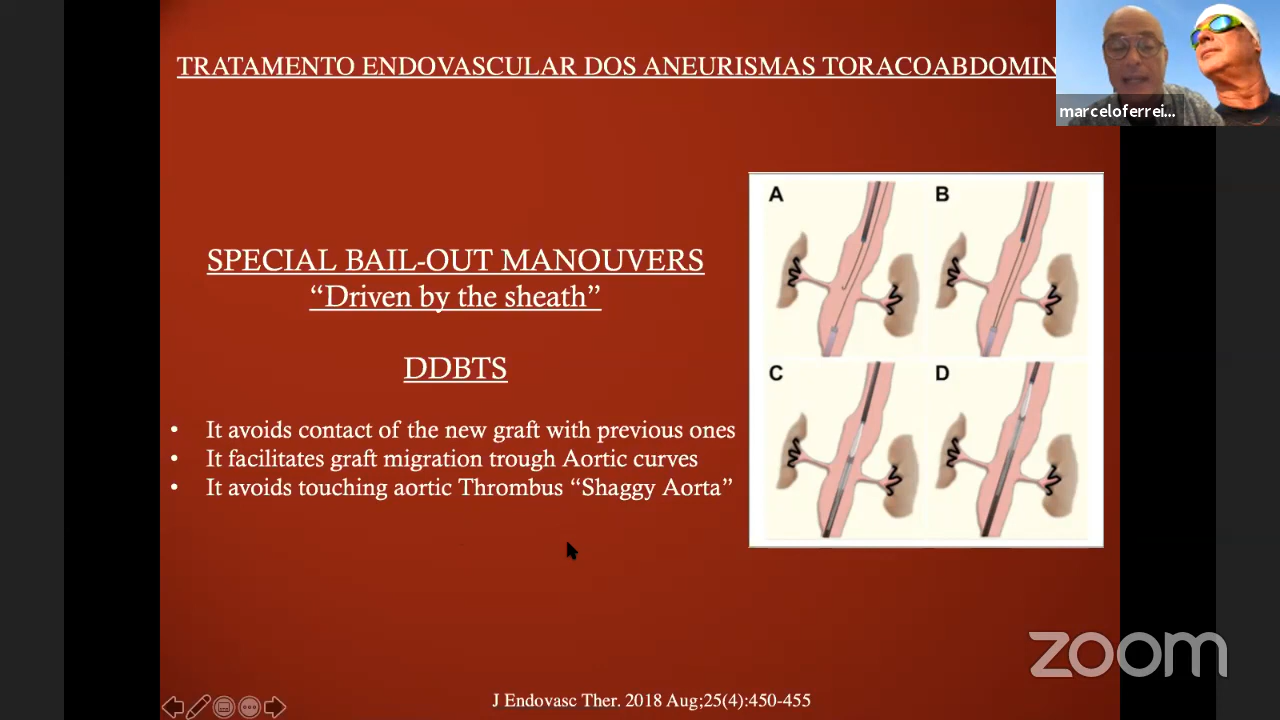 TRATAMENTO ENDOVASCULAR DOS ANEURISMAS TORACOABDOMIN
marceloferrei...
SPECIAL BAIL-OUT MANOUVERS
“Driven by the sheath”
DDBTS
• It avoids contact of the new graft with previous ones
• It facilitates graft migration trough Aortic curves
• It avoids touching aortic Thrombus “Shaggy Aorta”
A
B
C
D
zoom
J Endovasc Ther. 2018 Aug;25(4):450-455